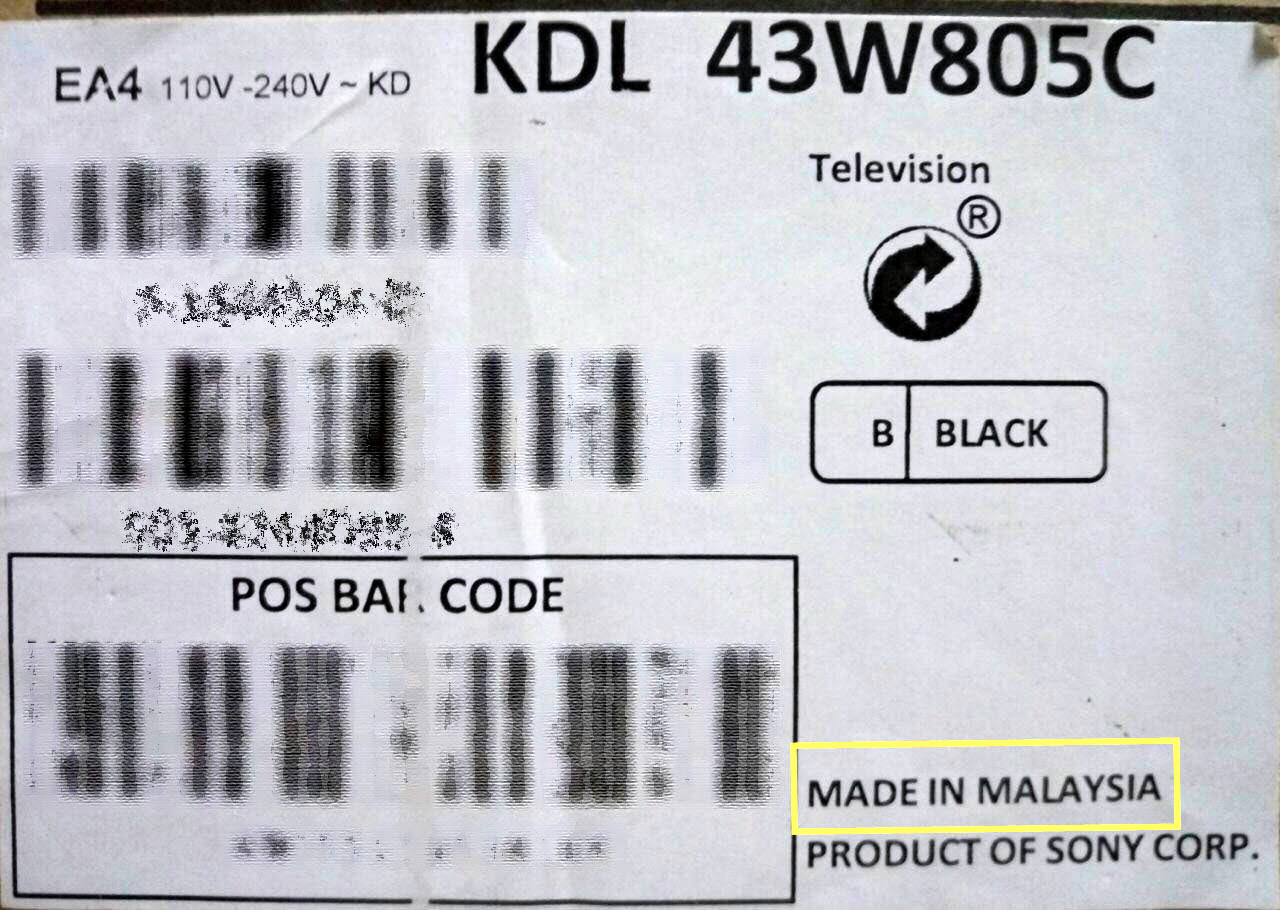 KDL 43W805C
EA4 110V -240V ~ KD
Television
®
B BLACK
POS BAR CODE
MADE IN MALAYSIA
PRODUCT OF SONY CORP.